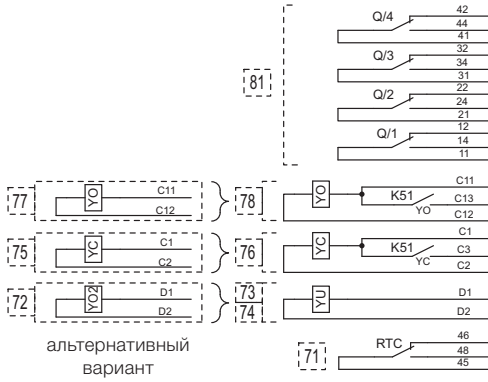 42
Q/4
44
41
32
Q/3
34
31
81
22
Q/2
24
21
12
Q/1
14
11
77
YO
C11
C12
78
YO
C11
K51
C13
YO
C12
75
YC
C1
C2
76
YC
C1
K51
C3
YC
C2
72
YO2
D1
D2
73
74
YU
D1
D2
альтернативный
вариант
71
RTC
46
48
45